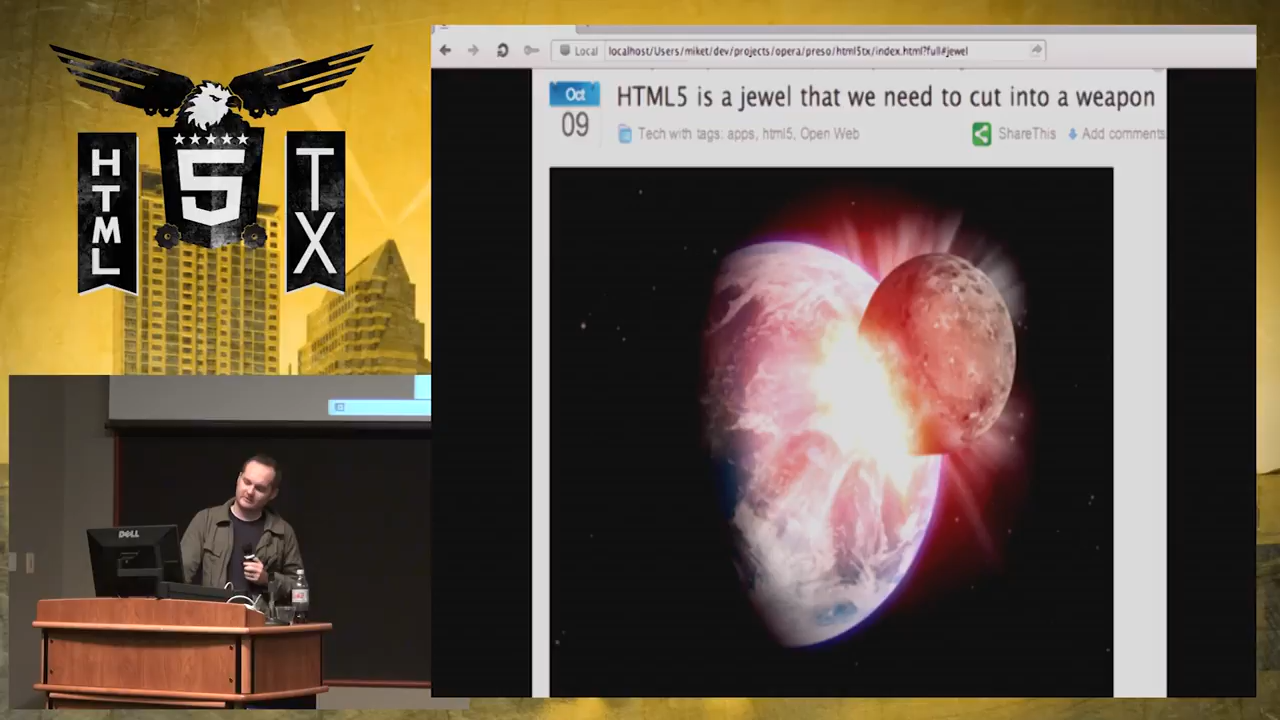 HTML
5
TX
Local localhost/Users/miket/dev/projects/opera/preso/html5tx/index.html?full#jewel
Oct
09
HTML5 is a jewel that we need to cut into a weapon
Tech with tags: apps, html5, Open Web
ShareThis
Add comments
DELL